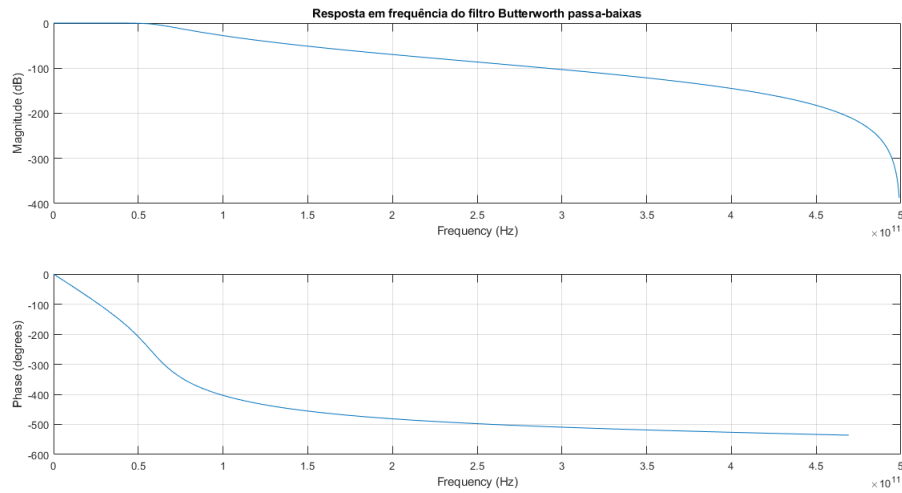 Resposta em frequência do filtro Butterworth passa-baixas
0
-100
-200
-300
-400
Magnitude (dB)
0 0.5 1 1.5 2 2.5 3 3.5 4 4.5 5
Frequency (Hz)
× 10^11
0
-100
-200
-300
-400
-500
-600
Phase (degrees)
0 0.5 1 1.5 2 2.5 3 3.5 4 4.5 5
Frequency (Hz)
× 10^11